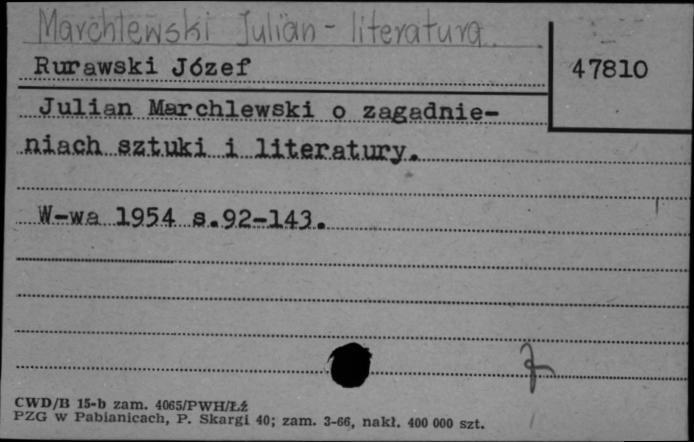 Marchlewski Julian - literatura
Rurawski Józef
47810
Julian Marchlewski o zagadnie-
niach sztuki i literatury.
W-wa 1954 s.92-143.
CWD/B 15-b zam. 4065/PWH/Łź
PZG w Pabianicach, P. Skargi 40; zam. 3-66, nakł. 400 000 szt.